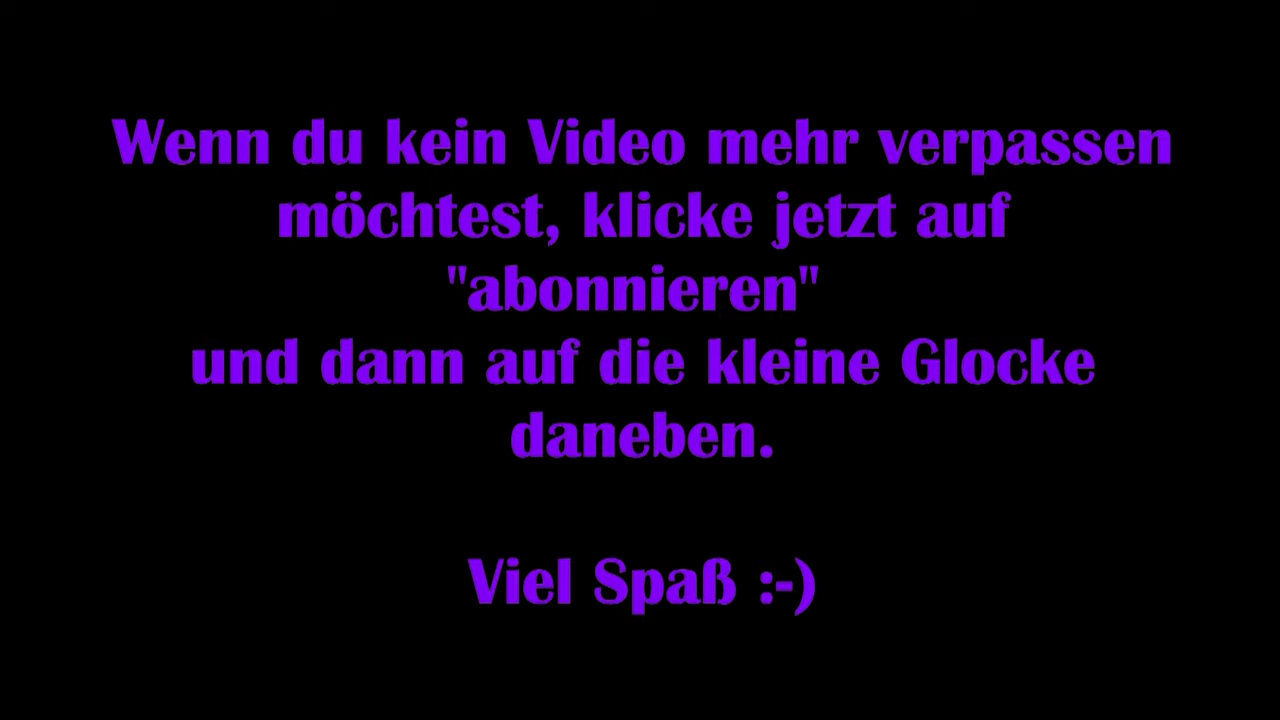 Wenn du kein Video mehr verpassen
möchtest, klicke jetzt auf
"abonnieren"
und dann auf die kleine Glocke
daneben.
Viel Spaß :-)